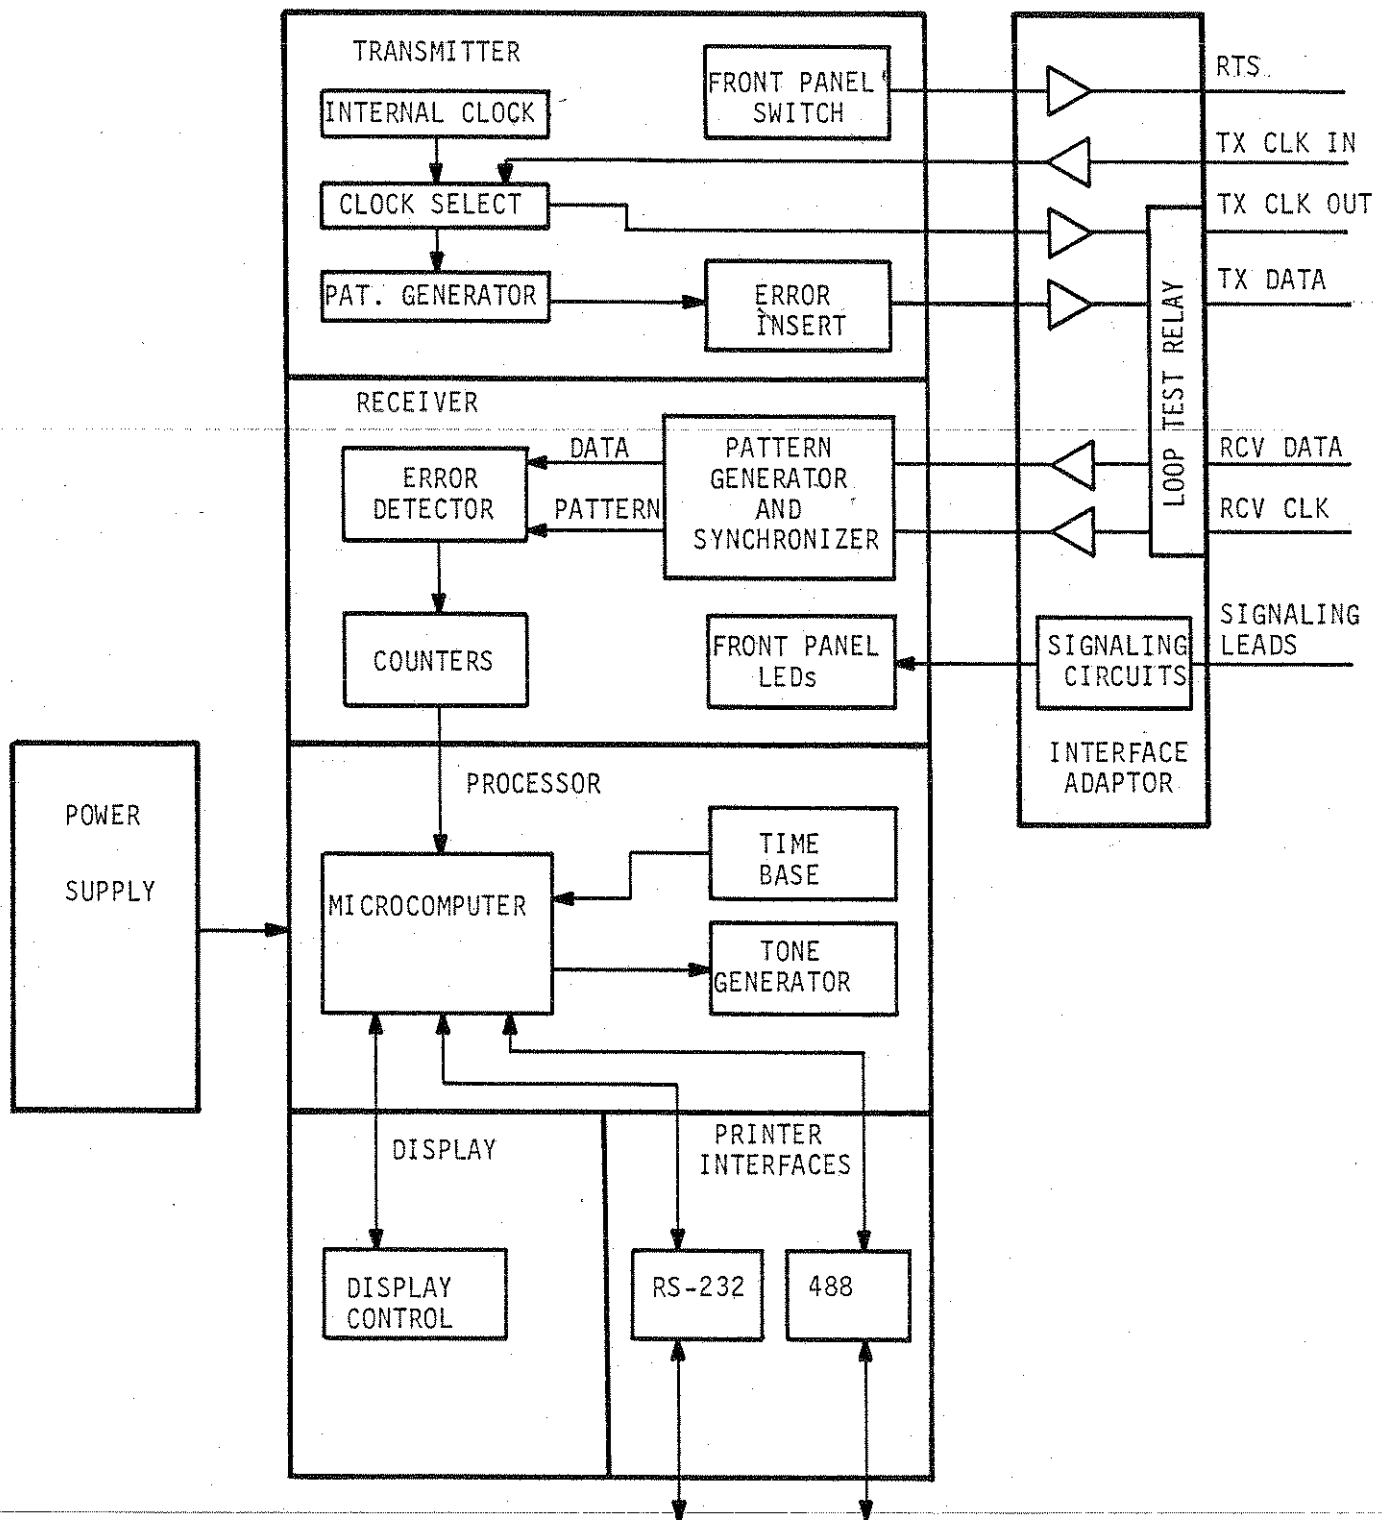 TRANSMITTER
FRONT PANEL
SWITCH
INTERNAL CLOCK
CLOCK SELECT
PAT. GENERATOR
ERROR
INSERT
RTS
TX CLK IN
TX CLK OUT
TX DATA
LOOP TEST RELAY
RECEIVER
DATA
PATTERN
ERROR
DETECTOR
PATTERN
GENERATOR
AND
SYNCHRONIZER
RCV DATA
RCV CLK
COUNTERS
FRONT PANEL
LEDs
SIGNALING
CIRCUITS
SIGNALING
LEADS
INTERFACE
ADAPTOR
POWER
SUPPLY
PROCESSOR
MICROCOMPUTER
TIME
BASE
TONE
GENERATOR
DISPLAY
PRINTER
INTERFACES
DISPLAY
CONTROL
RS-232
488